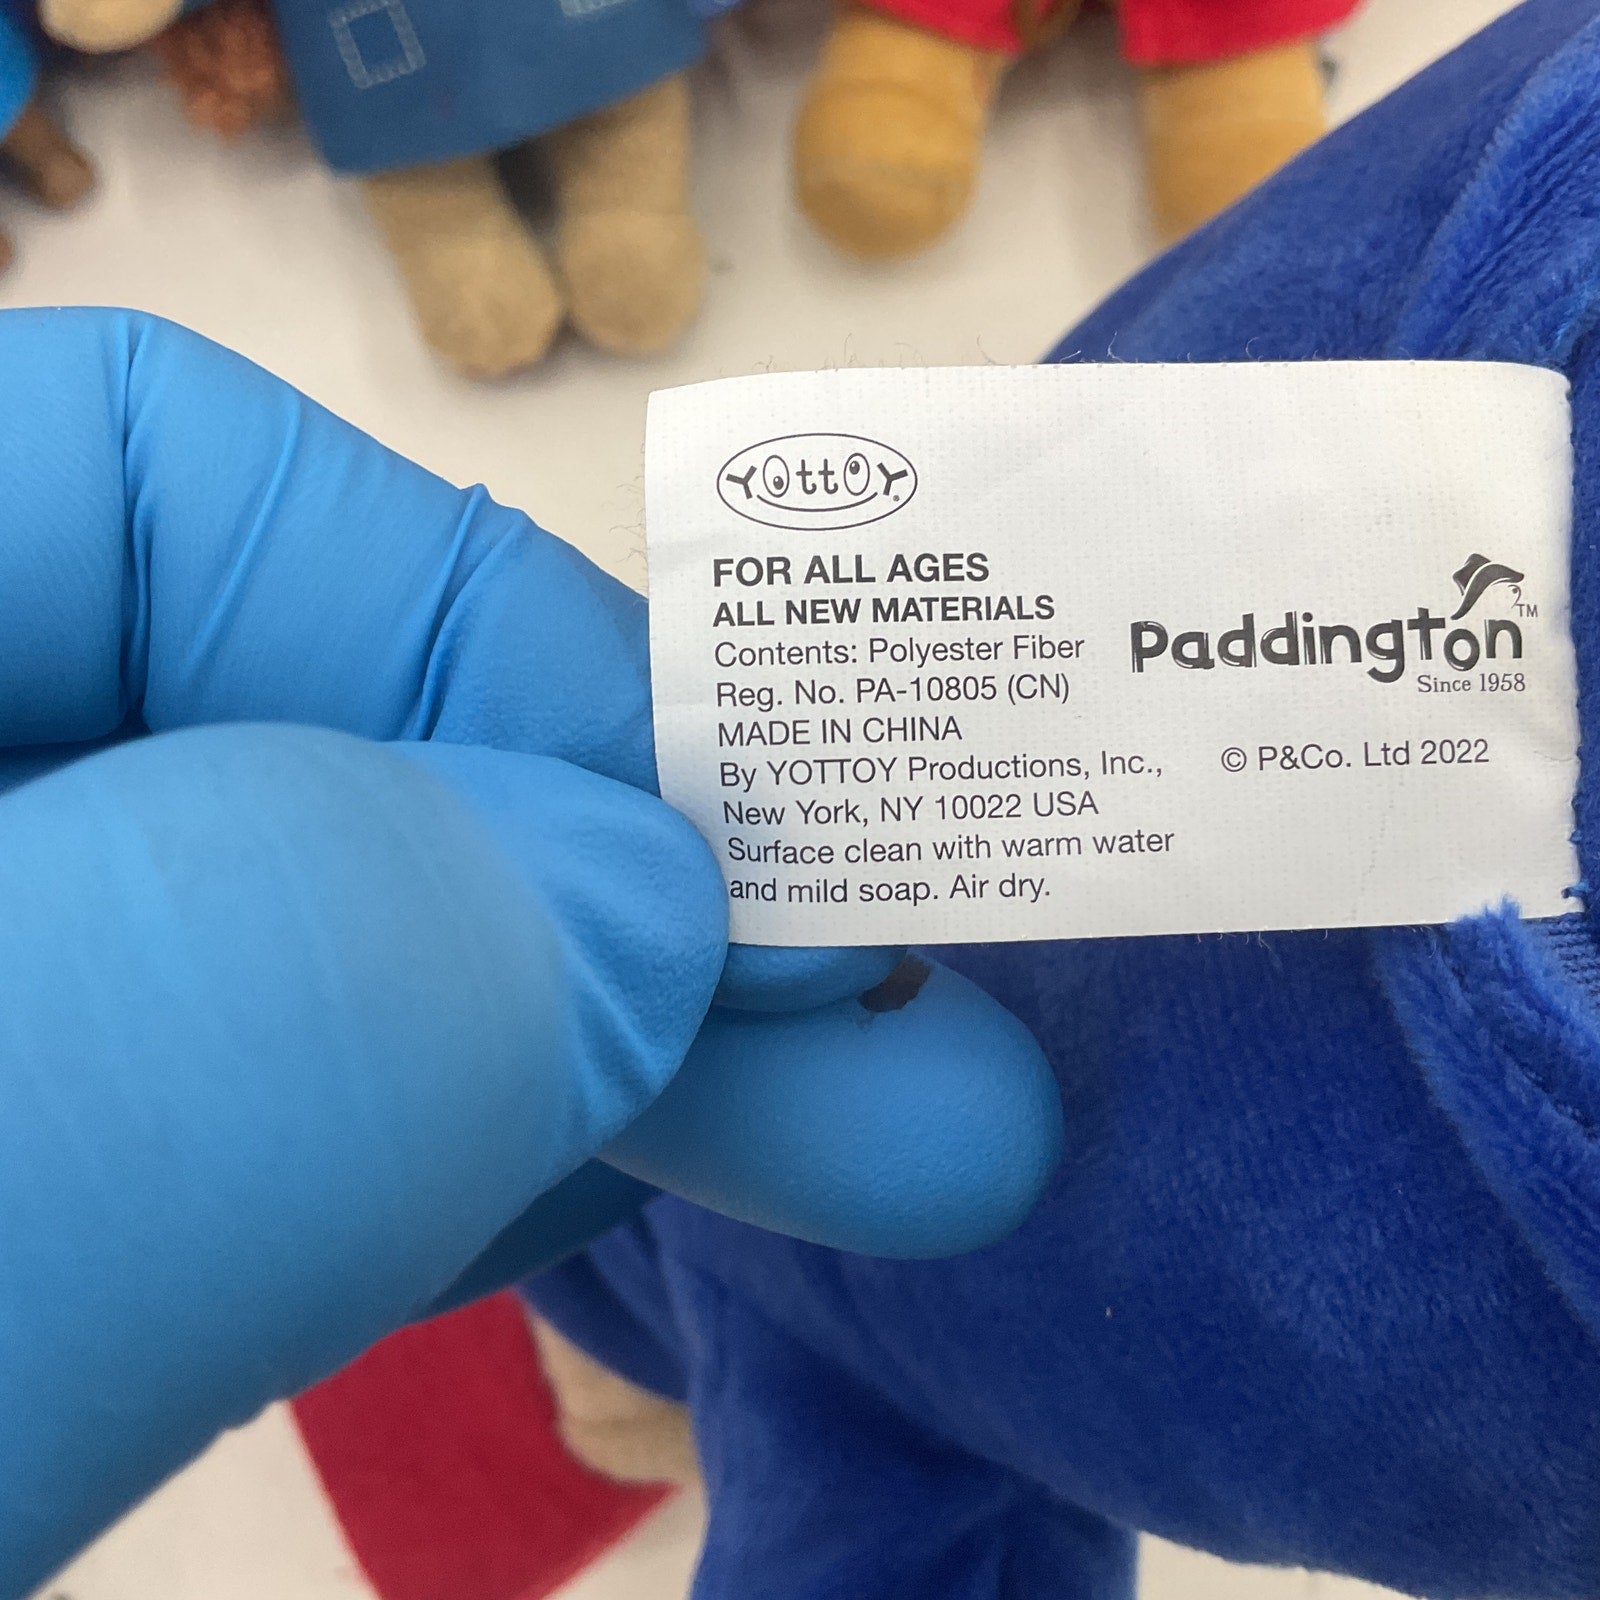 YOttOY®
FOR ALL AGES
ALL NEW MATERIALS
Contents: Polyester Fiber
Reg. No. PA-10805 (CN)
MADE IN CHINA
By YOTTOY Productions, Inc.,
New York, NY 10022 USA
Surface clean with warm water
and mild soap. Air dry.
Paddington™
Since 1958
© P&Co. Ltd 2022